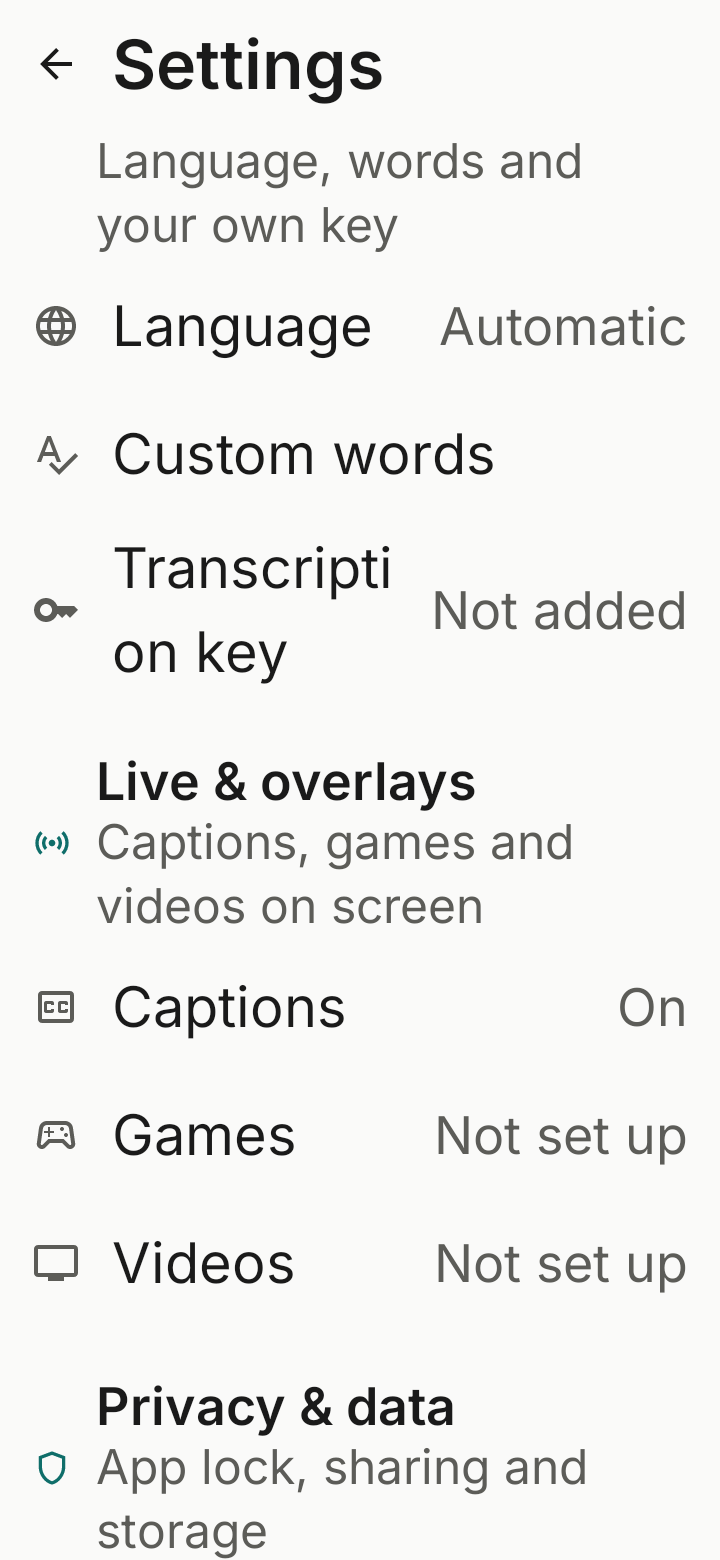 Settings
Language, words and
your own key
Language
Automatic
Custom words
Transcripti
on key
Not added
Live & overlays
Captions, games and
videos on screen
Captions
On
Games
Not set up
Videos
Not set up
Privacy & data
App lock, sharing and
storage